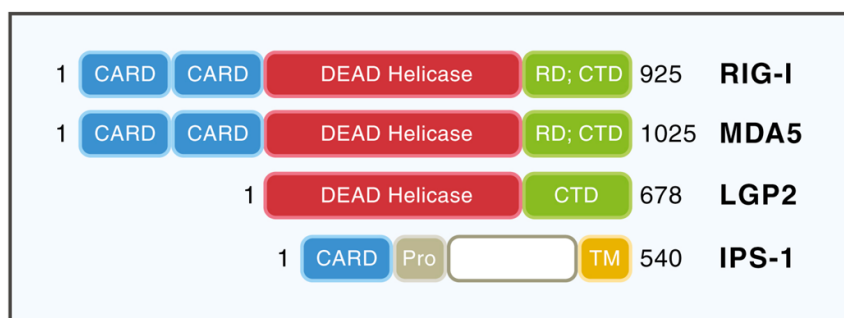 1 CARD CARD DEAD Helicase RD; CTD 925 RIG-I
1 CARD CARD DEAD Helicase RD; CTD 1025 MDA5
1 DEAD Helicase CTD 678 LGP2
1 CARD Pro TM 540 IPS-1